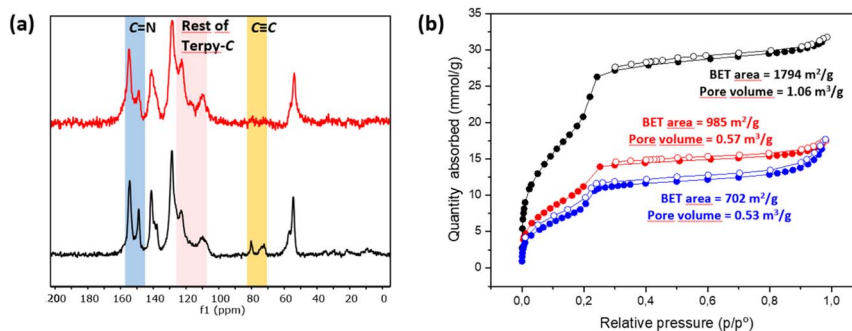 (a)
C=N
Rest of
Terpy-C
C≡C
200 180 160 140 120 100 80 60 40 20 0
f1 (ppm)
(b)
Quantity absorbed (mmol/g)
35
30
25
20
15
10
5
0
BET area = 1794 m²/g
Pore volume = 1.06 m³/g
BET area = 985 m²/g
Pore volume = 0.57 m³/g
BET area = 702 m²/g
Pore volume = 0.53 m³/g
0,0 0,2 0,4 0,6 0,8 1,0
Relative pressure (p/p°)